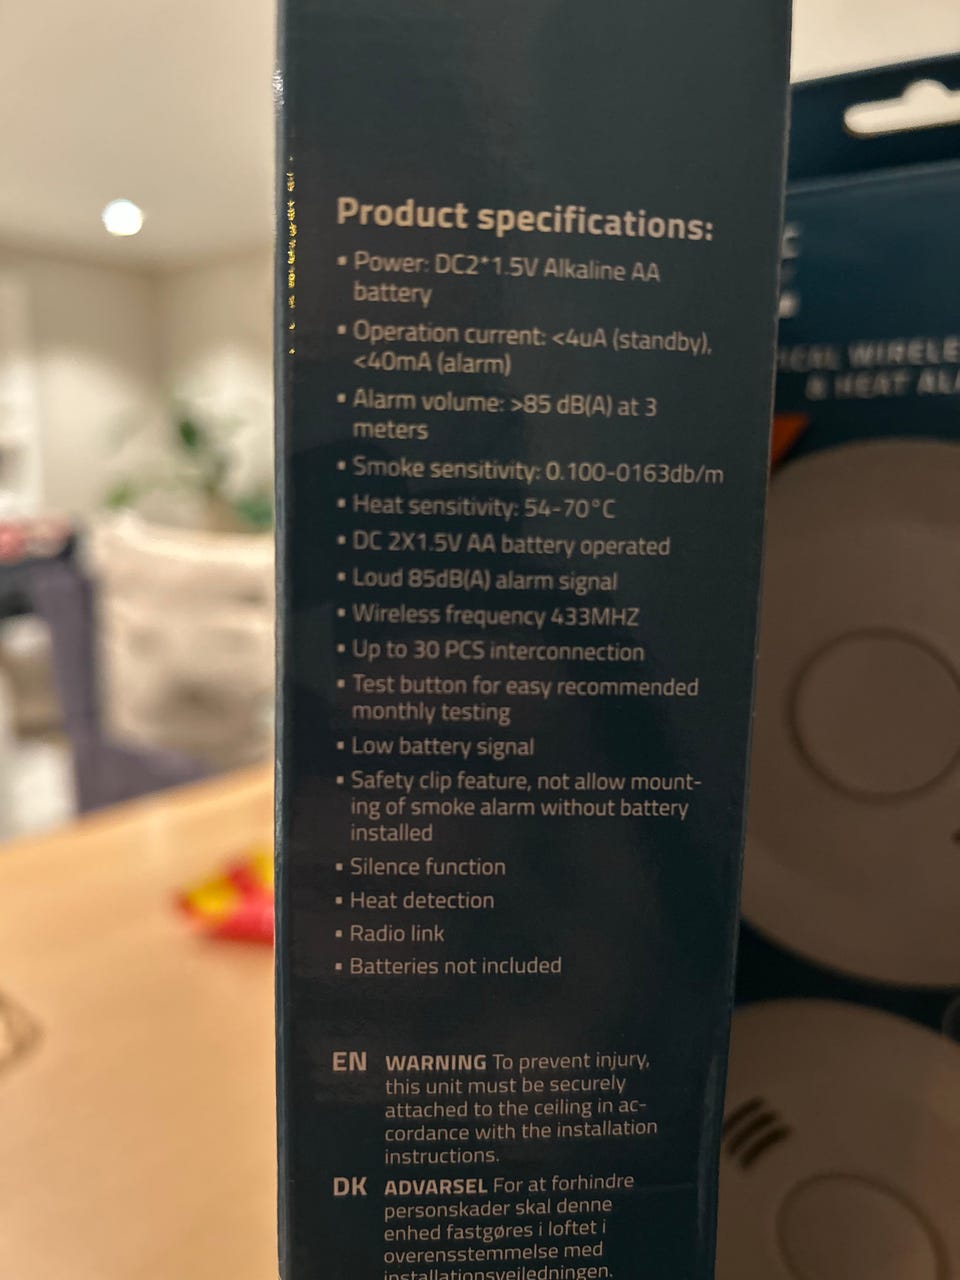 Product specifications:
▪ Power: DC2*1.5V Alkaline AA
battery
▪ Operation current: <4uA (standby),
<40mA (alarm)
▪ Alarm volume: >85 dB(A) at 3
meters
▪ Smoke sensitivity: 0.100-0163db/m
▪ Heat sensitivity: 54-70°C
▪ DC 2X1.5V AA battery operated
▪ Loud 85dB(A) alarm signal
▪ Wireless frequency 433MHZ
▪ Up to 30 PCS interconnection
▪ Test button for easy recommended
monthly testing
▪ Low battery signal
▪ Safety clip feature, not allow mount-
ing of smoke alarm without battery
installed
▪ Silence function
▪ Heat detection
▪ Radio link
▪ Batteries not included
EN WARNING To prevent injury,
this unit must be securely
attached to the ceiling in ac-
cordance with the installation
instructions.
DK ADVARSEL For at forhindre
personskader skal denne
enhed fastgøres i loftet i
overensstemmelse med
installationsvejledningen.
& HEAT